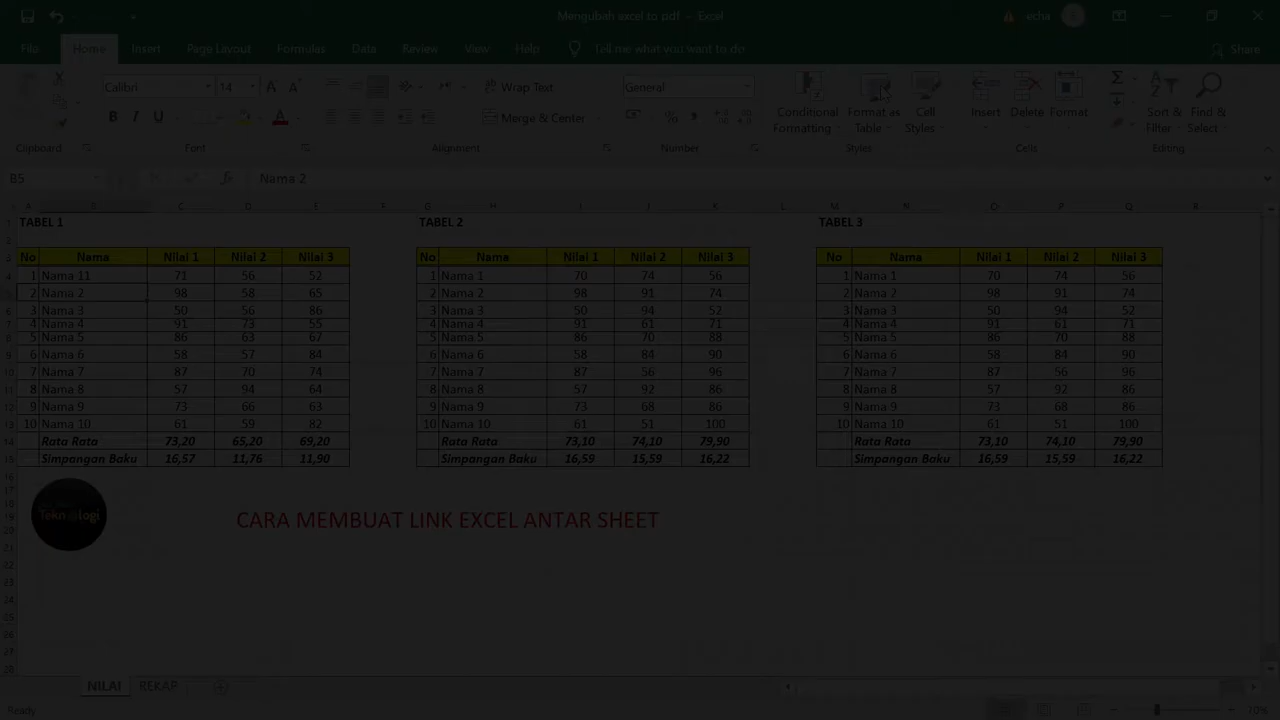 Mengubah excel to pdf - Excel
echa
File Home Insert Page Layout Formulas Data Review View Help Tell me what you want to do Share
Calibri 14 Wrap Text General
Conditional Formatting Format as Table Cell Styles Insert Delete Format Sort & Filter Find & Select
B I U Merge & Center
Clipboard Font Alignment Number Styles Cells Editing
B5 fx Nama 2
TABEL 1 TABEL 2 TABEL 3
No Nama Nilai 1 Nilai 2 Nilai 3 No Nama Nilai 1 Nilai 2 Nilai 3 No Nama Nilai 1 Nilai 2 Nilai 3
1 Nama 11 71 56 52 1 Nama 1 70 74 56 1 Nama 1 70 74 56
2 Nama 2 98 58 65 2 Nama 2 98 91 74 2 Nama 2 98 91 74
3 Nama 3 50 56 86 3 Nama 3 50 94 52 3 Nama 3 50 94 52
4 Nama 4 91 73 55 4 Nama 4 91 61 71 4 Nama 4 91 61 71
5 Nama 5 86 63 67 5 Nama 5 86 70 88 5 Nama 5 86 70 88
6 Nama 6 58 57 84 6 Nama 6 58 84 90 6 Nama 6 58 84 90
7 Nama 7 87 70 74 7 Nama 7 87 56 96 7 Nama 7 87 56 96
8 Nama 8 57 94 64 8 Nama 8 57 92 86 8 Nama 8 57 92 86
9 Nama 9 73 66 63 9 Nama 9 73 68 86 9 Nama 9 73 68 86
10 Nama 10 61 59 82 10 Nama 10 61 51 100 10 Nama 10 61 51 100
Rata Rata 73,20 65,20 69,20 Rata Rata 73,10 74,10 79,90 Rata Rata 73,10 74,10 79,90
Simpangan Baku 16,57 11,76 11,90 Simpangan Baku 16,59 15,59 16,22 Simpangan Baku 16,59 15,59 16,22
Teknologi
CARA MEMBUAT LINK EXCEL ANTAR SHEET
NILAI REKAP
Ready 70%